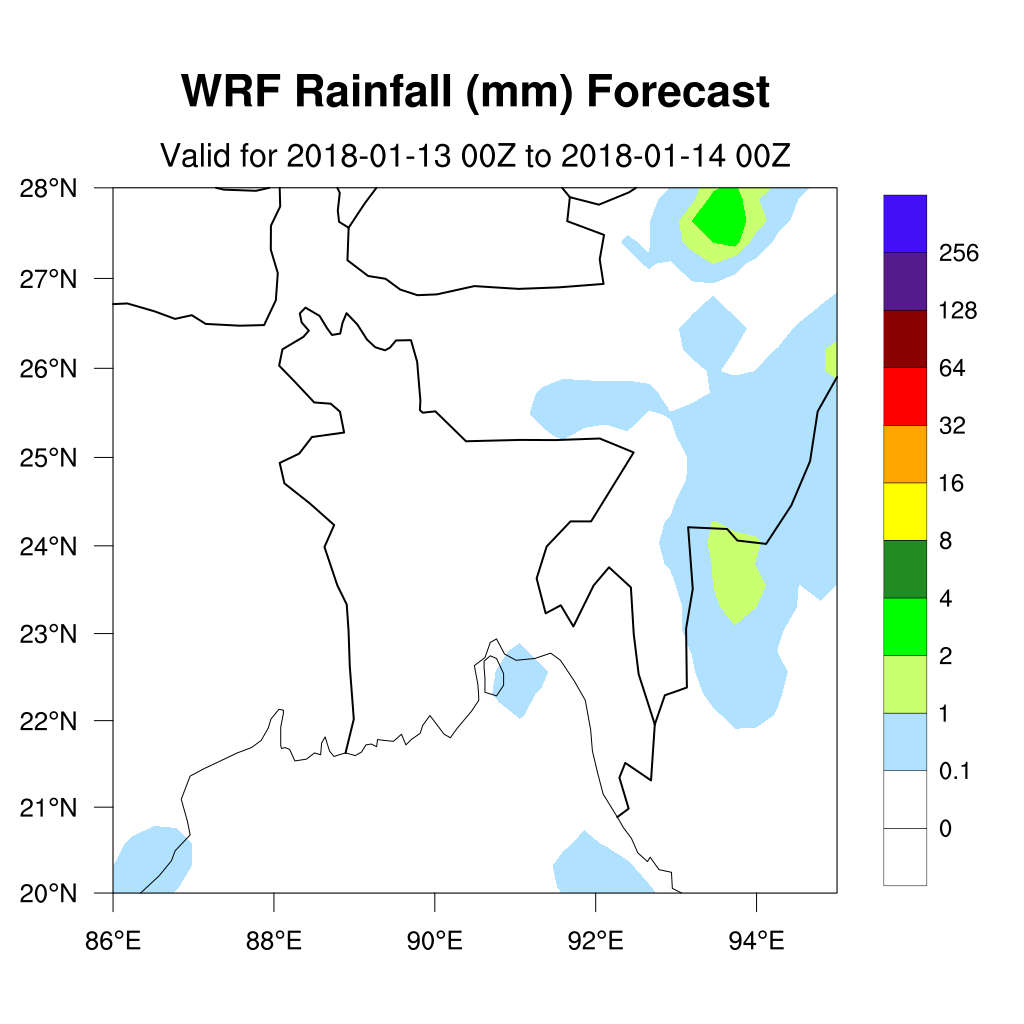 WRF Rainfall (mm) Forecast
Valid for 2018-01-13 00Z to 2018-01-14 00Z
28°N
27°N
26°N
25°N
24°N
23°N
22°N
21°N
20°N
86°E 88°E 90°E 92°E 94°E
256
128
64
32
16
8
4
2
1
0.1
0